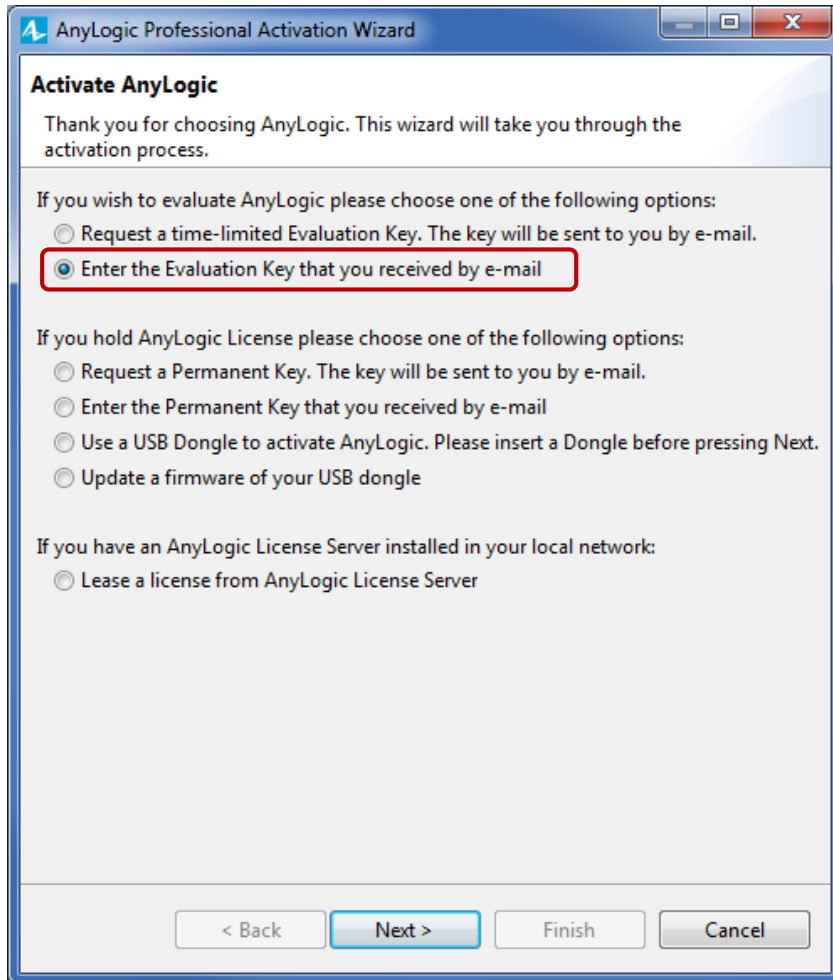 AnyLogic Professional Activation Wizard
Activate AnyLogic
Thank you for choosing AnyLogic. This wizard will take you through the
activation process.
If you wish to evaluate AnyLogic please choose one of the following options:
Request a time-limited Evaluation Key. The key will be sent to you by e-mail.
Enter the Evaluation Key that you received by e-mail
If you hold AnyLogic License please choose one of the following options:
Request a Permanent Key. The key will be sent to you by e-mail.
Enter the Permanent Key that you received by e-mail
Use a USB Dongle to activate AnyLogic. Please insert a Dongle before pressing Next.
Update a firmware of your USB dongle
If you have an AnyLogic License Server installed in your local network:
Lease a license from AnyLogic License Server
< Back Next > Finish Cancel